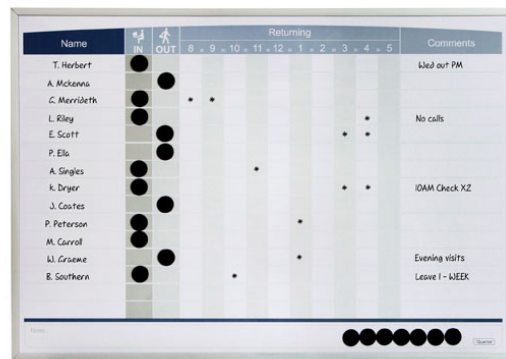 Returning
Name IN OUT 8 9 10 11 12 1 2 3 4 5 Comments
T. Herbert Wed out PM
A. Mckenna
C. Merrideth * *
L. Riley * No calls
E. Scott * *
P. Ella
A. Singles *
K. Dryer * * 10AM Check XZ
J. Coates
P. Peterson *
M. Carroll
W. Graeme * Evening visits
B. Southern * Leave 1 - WEEK
Notes: